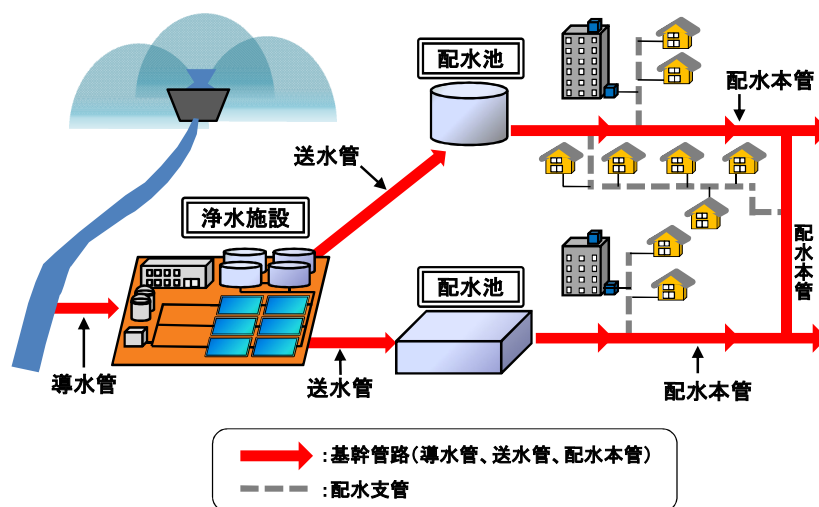 配水池
配水本管
送水管
浄水施設
配水池
配水本管
導水管
送水管
配水本管
:基幹管路(導水管、送水管、配水本管)
:配水支管